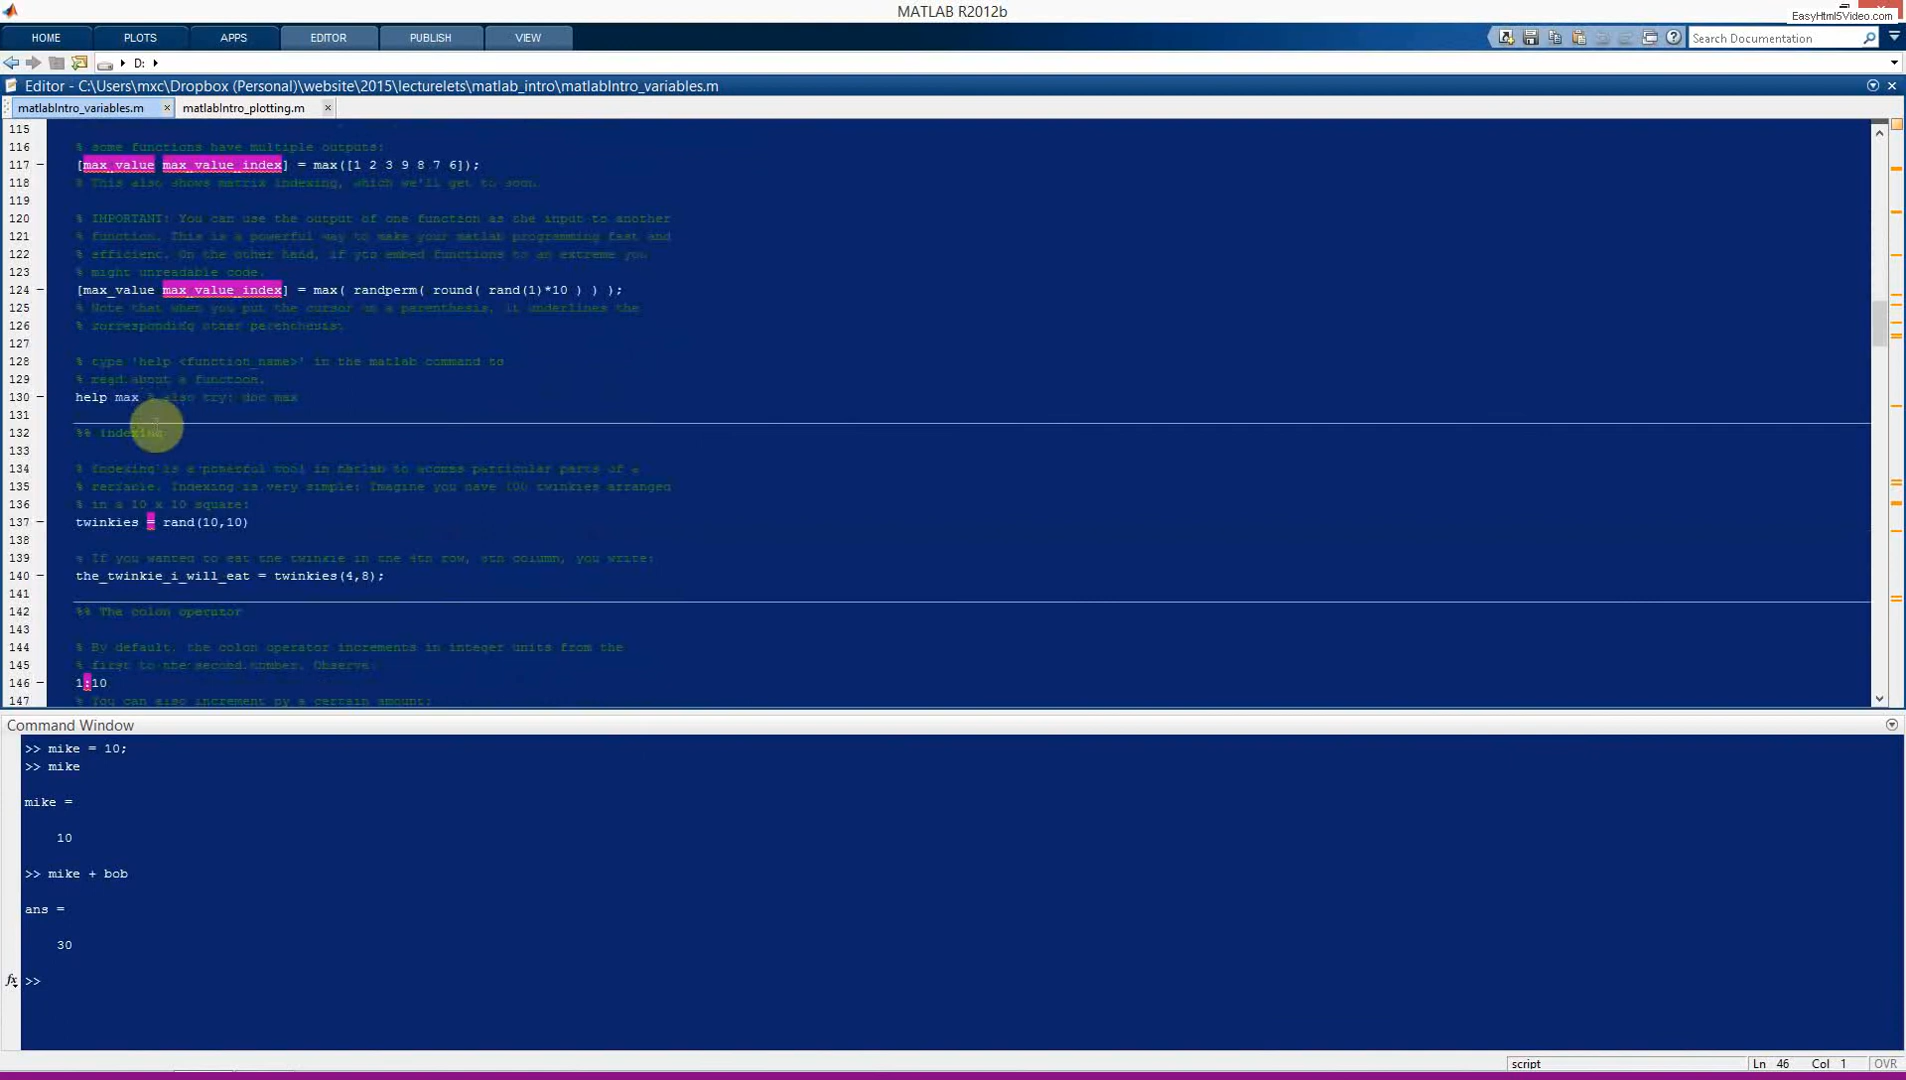 MATLAB R2012b
EasyHtml5Video.com
HOME PLOTS APPS EDITOR PUBLISH VIEW
Search Documentation
D:
Editor - C:\Users\mxc\Dropbox (Personal)\website\2015\lecturelets\matlab_intro\matlabIntro_variables.m
matlabIntro_variables.m matlabIntro_plotting.m
115
116 % some functions have multiple outputs:
117 [max_value max_value_index] = max([1 2 3 9 8 7 6]);
118 % This also shows matrix indexing, which we'll get to soon.
119
120 % IMPORTANT: You can use the output of one function as the input to another
121 % function. This is a powerful way to make your matlab programming fast and
122 % efficient. On the other hand, if you embed functions to an extreme you
123 % might unreadable code.
124 [max_value max_value_index] = max( randperm( round( rand(1)*10 ) ) );
125 % Note that when you put the cursor on a parenthesis, it underlines the
126 % corresponding other parenthesis.
127
128 % type 'help <function_name>' in the matlab command to
129 % read about a function.
130 help max % also try: doc max
131
132 %% indexing
133
134 % Indexing is a powerful tool in Matlab to access particular parts of a
135 % variable. Indexing is very simple: Imagine you have 100 twinkies arranged
136 % in a 10 x 10 square:
137 twinkies = rand(10,10)
138
139 % If you wanted to eat the twinkie in the 4th row, 8th column, you write:
140 the_twinkie_i_will_eat = twinkies(4,8);
141
142 %% The colon operator
143
144 % By default, the colon operator increments in integer units from the
145 % first to the second number. Observe:
146 1:10
147 % You can also increment by a certain amount:
Command Window
>> mike = 10;
>> mike
mike =
10
>> mike + bob
ans =
30
fx >>
script Ln 46 Col 1 OVR